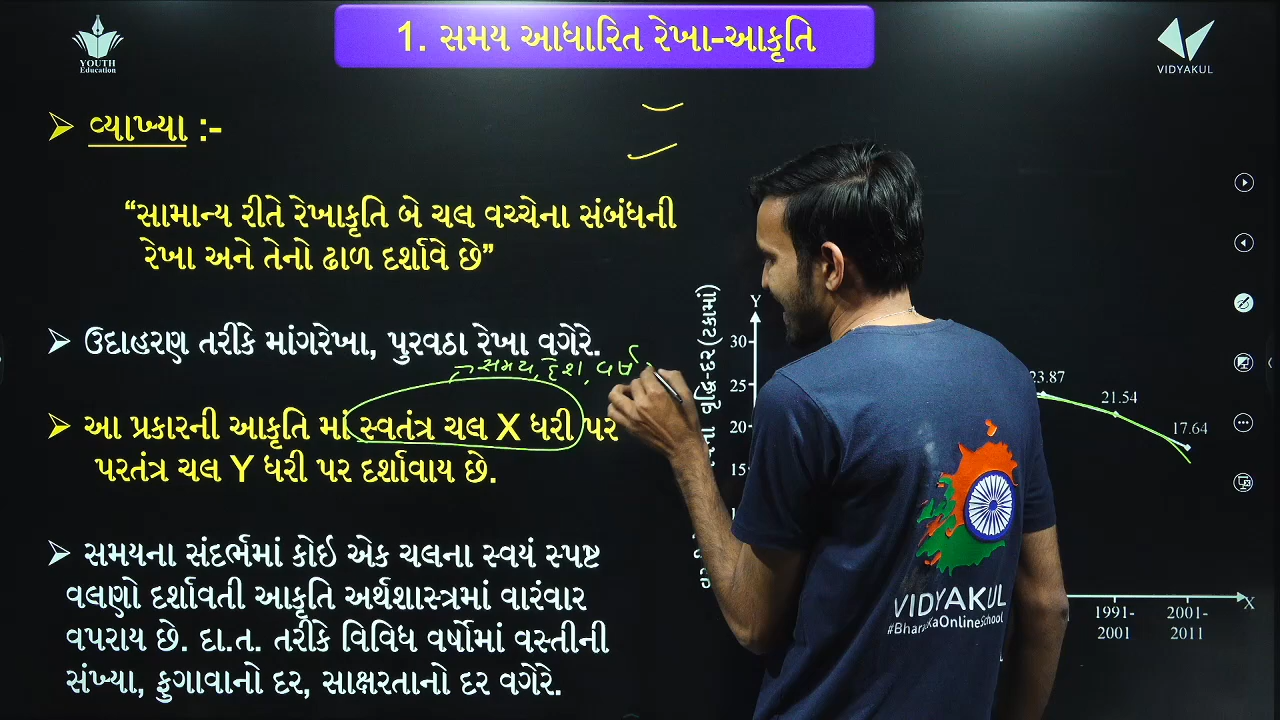 YOUTH
Education
1. સમય આધારિત રેખા-આકૃતિ
VIDYAKUL
➤ વ્યાખ્યા :-
“સામાન્ય રીતે રેખાકૃતિ બે ચલ વચ્ચેના સંબંધની
રેખા અને તેનો ઢાળ દર્શાવે છે”
➤ ઉદાહરણ તરીકે માંગરેખા, પુરવઠા રેખા વગેરે.
સમય, દેશ, વર્ષ
➤ આ પ્રકારની આકૃતિ માં સ્વતંત્ર ચલ X ધરી પર
પરતંત્ર ચલ Y ધરી પર દર્શાવાય છે.
➤ સમયના સંદર્ભમાં કોઇ એક ચલના સ્વયં સ્પષ્ટ
વલણો દર્શાવતી આકૃતિ અર્થશાસ્ત્રમાં વારંવાર
વપરાય છે. દા.ત. તરીકે વિવિધ વર્ષોમાં વસ્તીની
સંખ્યા, ફુગાવાનો દર, સાક્ષરતાનો દર વગેરે.
વૃદ્ધિ-દર (ટકામાં)
Y
30
25
20
15
23.87
21.54
17.64
1991-
2001
2001-
2011
X
VIDYAKUL